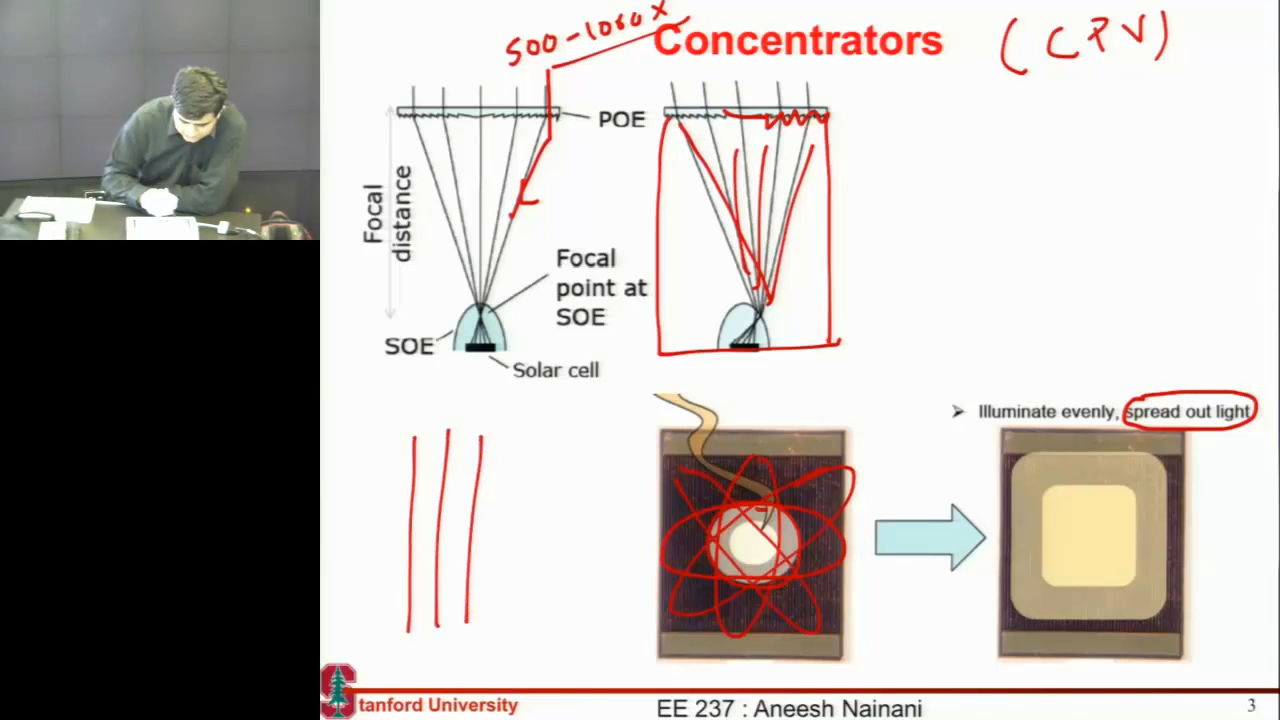 500-1000x
Concentrators
(CPV)
POE
Focal
distance
Focal
point at
SOE
SOE
Solar cell
➢ Illuminate evenly, spread out light
Stanford University
EE 237 : Aneesh Nainani
3